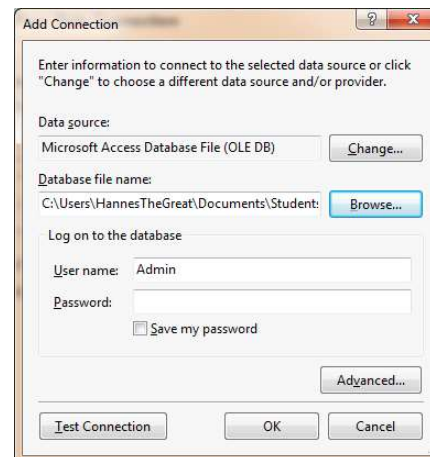 Add Connection
Enter information to connect to the selected data source or click
"Change" to choose a different data source and/or provider.
Data source:
Microsoft Access Database File (OLE DB)
Change...
Database file name:
C:\Users\HannesTheGreat\Documents\Students
Browse...
Log on to the database
User name:
Admin
Password:
Save my password
Advanced...
Test Connection
OK
Cancel